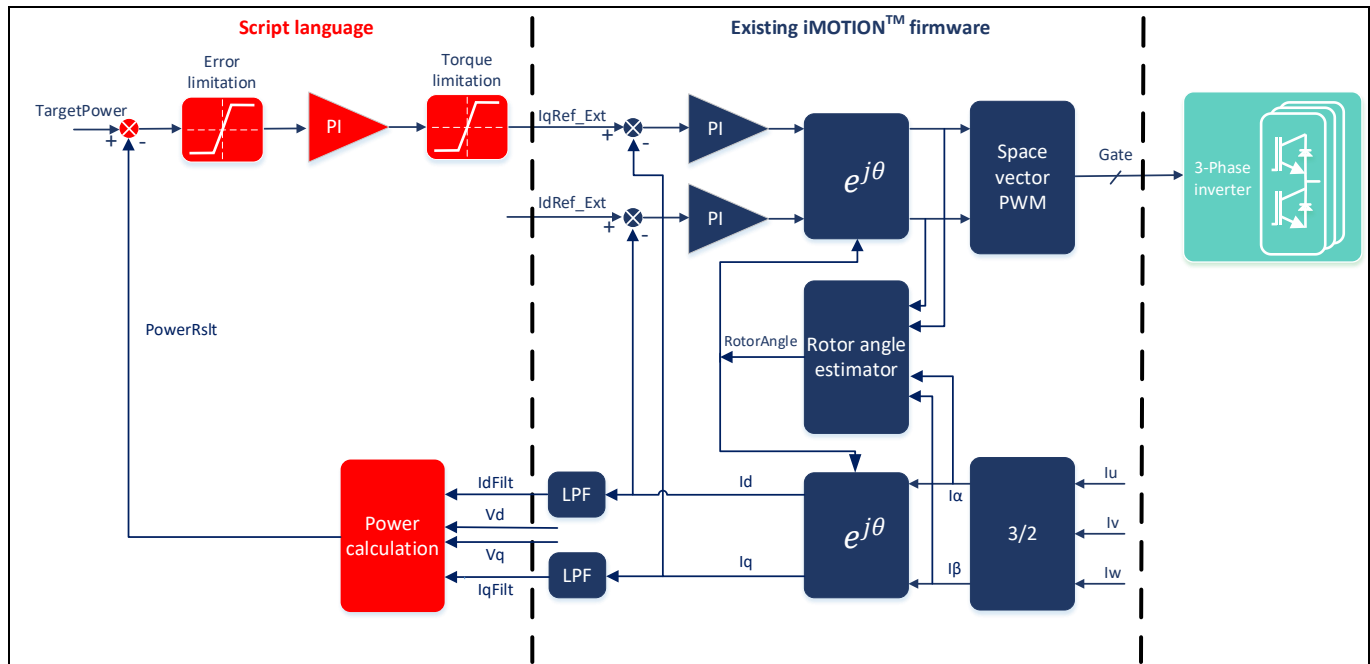 Script language
Existing iMOTION™ firmware
Error
limitation
Torque
limitation
TargetPower
+
-
PI
IqRef_Ext
+
-
PI
e^{jθ}
Space
vector
PWM
Gate
3-Phase
inverter
IdRef_Ext
+
-
PI
PowerRslt
RotorAngle
Rotor angle
estimator
Power
calculation
IdFilt
Vd
Vq
IqFilt
LPF
LPF
Id
Iq
e^{jθ}
Iα
Iβ
3/2
Iu
Iv
Iw